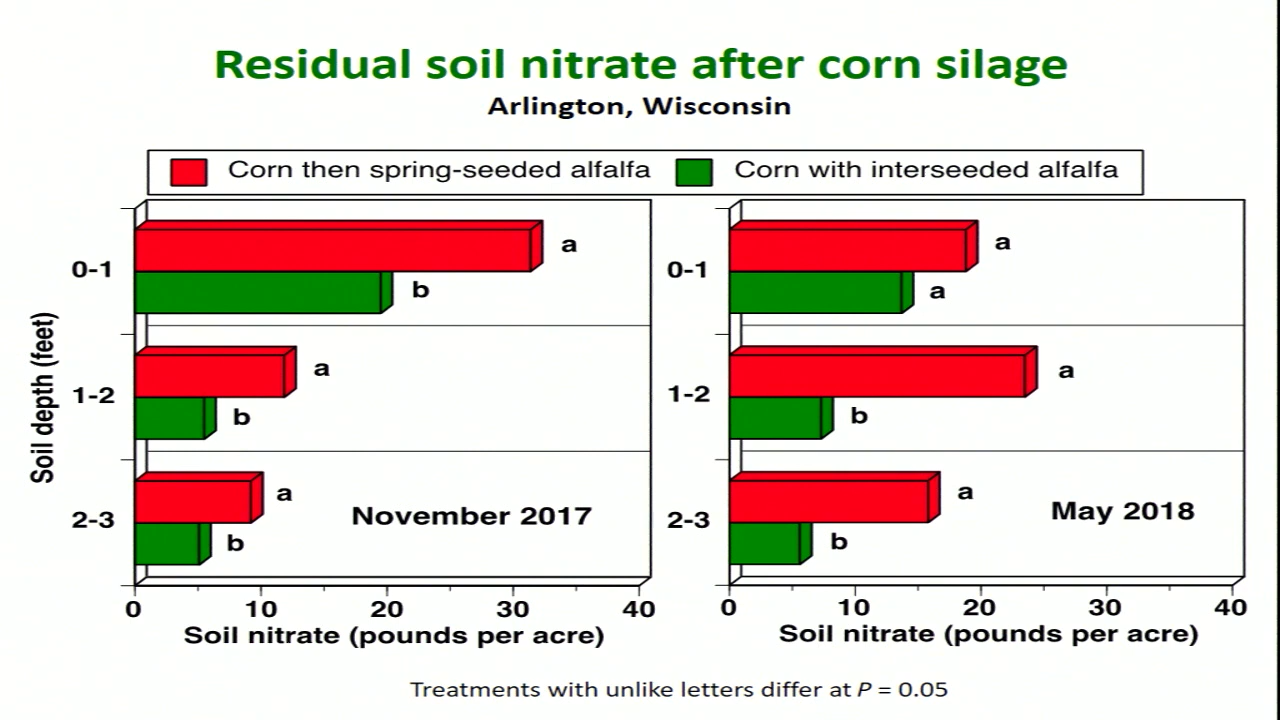 Residual soil nitrate after corn silage
Arlington, Wisconsin
Corn then spring-seeded alfalfa
Corn with interseeded alfalfa
Soil depth (feet)
0-1
a
b
1-2
a
b
2-3
a
b
November 2017
0 10 20 30 40
Soil nitrate (pounds per acre)
0-1
a
a
1-2
a
b
2-3
a
b
May 2018
0 10 20 30 40
Soil nitrate (pounds per acre)
Treatments with unlike letters differ at P = 0.05